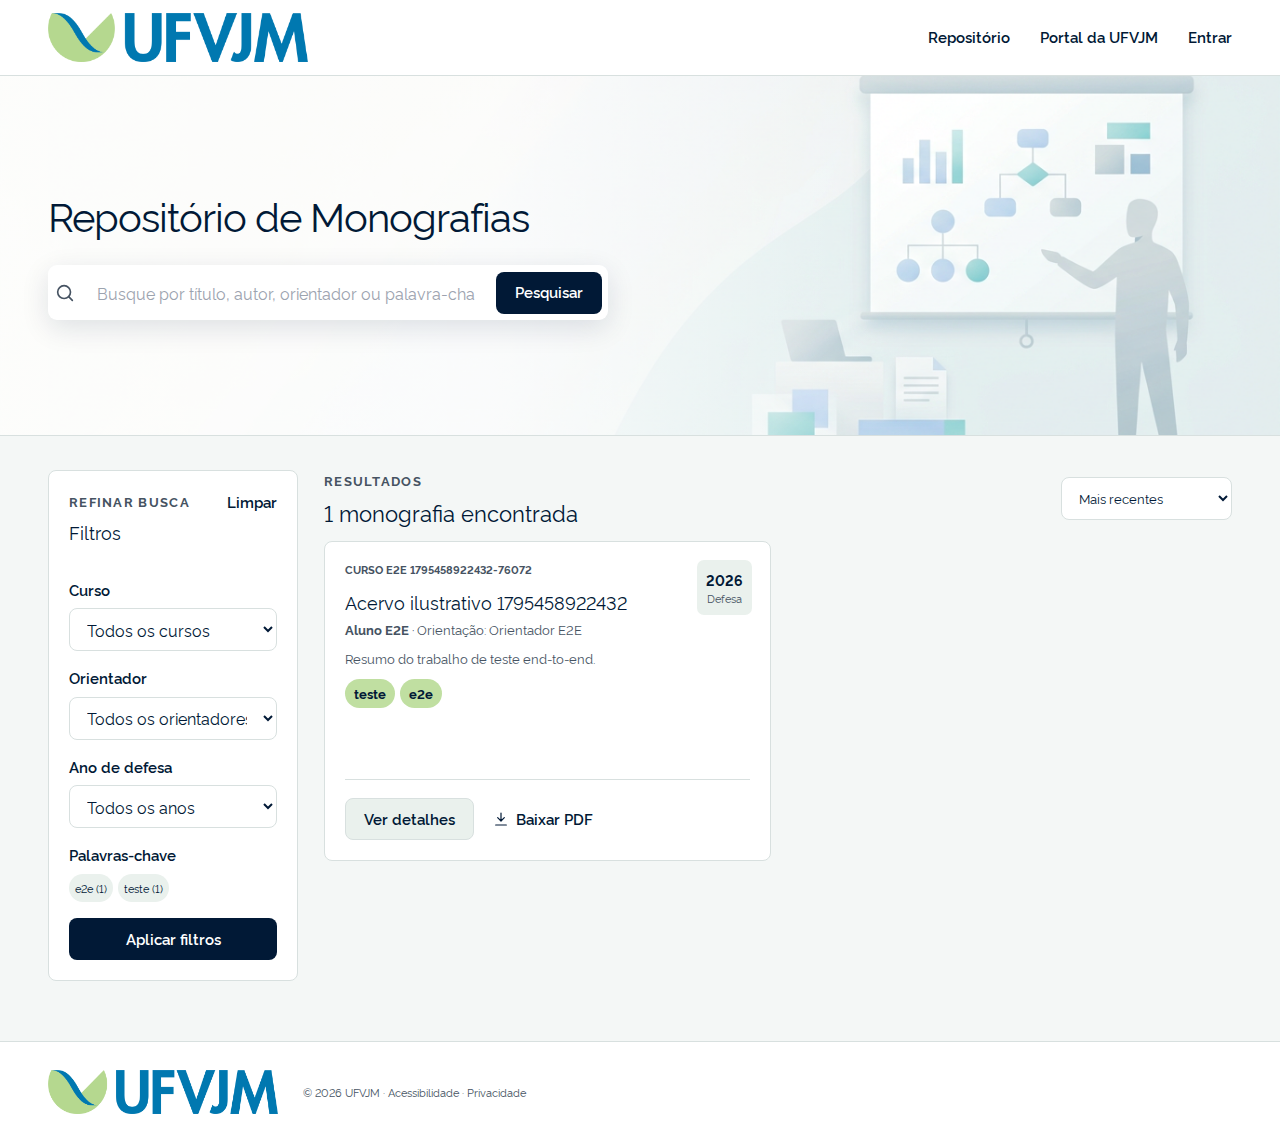 UFVJM
Repositório
Portal da UFVJM
Entrar
Repositório de Monografias
Busque por título, autor, orientador ou palavra-cha
Pesquisar
REFINAR BUSCA
Limpar
Filtros
Curso
Todos os cursos
Orientador
Todos os orientadores
Ano de defesa
Todos os anos
Palavras-chave
e2e (1)
teste (1)
Aplicar filtros
RESULTADOS
1 monografia encontrada
Mais recentes
CURSO E2E 1795458922432-76072
2026
Defesa
Acervo ilustrativo 1795458922432
Aluno E2E · Orientação: Orientador E2E
Resumo do trabalho de teste end-to-end.
teste
e2e
Ver detalhes
Baixar PDF
UFVJM
© 2026 UFVJM · Acessibilidade · Privacidade